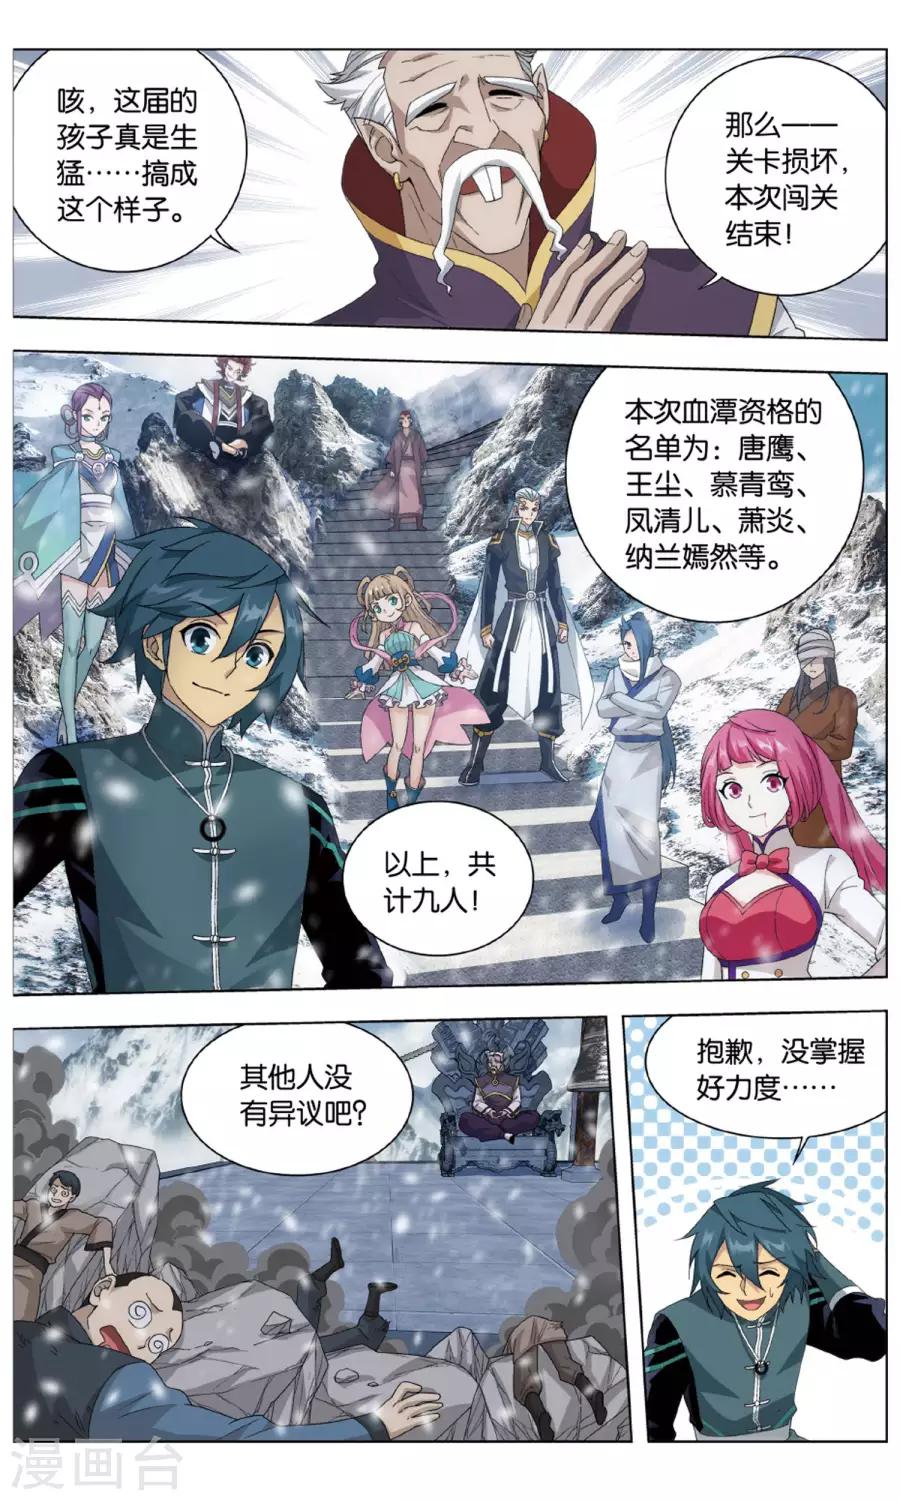 咳，这届的
孩子真是生
猛……搞成
这个样子。
那么——
关卡损坏，
本次闯关
结束！
本次血潭资格的
名单为：唐鹰、
王尘、慕青鸾、
凤清儿、萧炎、
纳兰嫣然等。
以上，共
计九人！
其他人没
有异议吧？
抱歉，没掌握
好力度……
漫画台